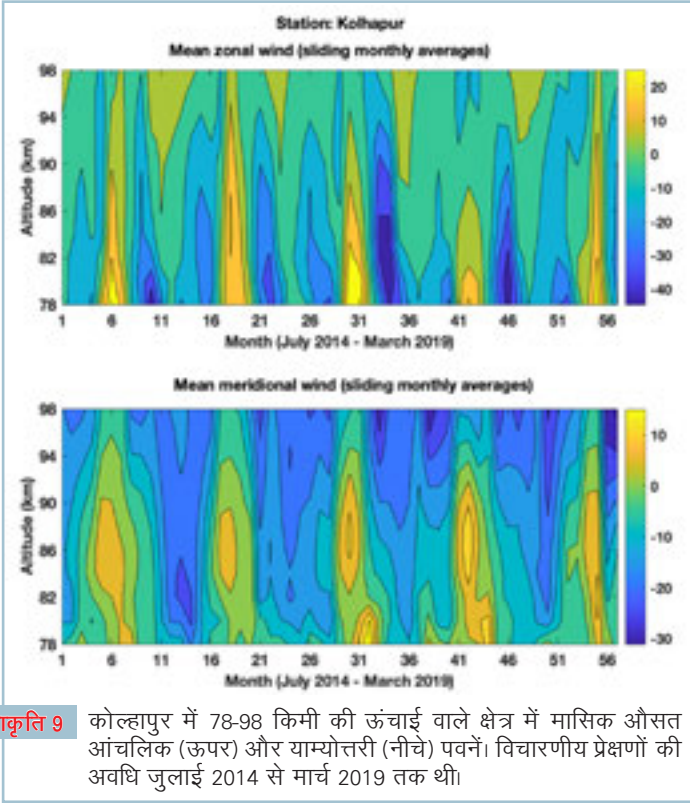 Station: Kolhapur
Mean zonal wind (sliding monthly averages)
98
94
90
86
82
78
Altitude (km)
1 6 11 16 21 26 31 36 41 46 51 56
Month (July 2014 - March 2019)
20
10
0
-10
-20
-30
-40
Mean meridional wind (sliding monthly averages)
98
94
90
86
82
78
Altitude (km)
1 6 11 16 21 26 31 36 41 46 51 56
Month (July 2014 - March 2019)
10
0
-10
-20
-30
कृति 9 कोल्हापुर में 78-98 किमी की ऊंचाई वाले क्षेत्र में मासिक औसत
आंचलिक (ऊपर) और याम्योत्तरी (नीचे) पवनें। विचारणीय प्रेक्षणों की
अवधि जुलाई 2014 से मार्च 2019 तक थी।